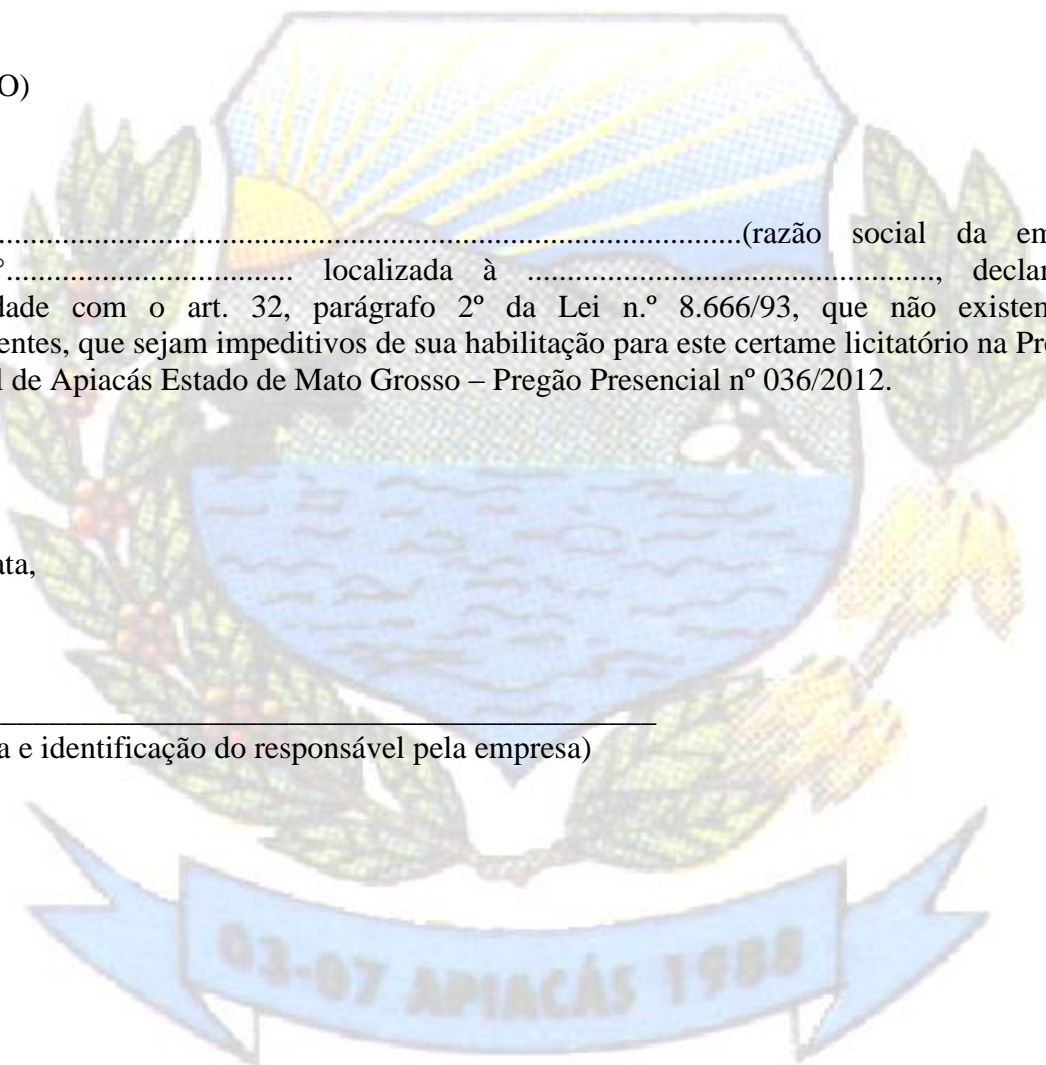 O)
..........................................................................................(razão social da em
º................................... localizada à .................................................., declar
dade com o art. 32, parágrafo 2º da Lei n.º 8.666/93, que não existem
entes, que sejam impeditivos de sua habilitação para este certame licitatório na Pre
l de Apiacás Estado de Mato Grosso – Pregão Presencial nº 036/2012.
ata,
_________________________________________
a e identificação do responsável pela empresa)
03-07 APIACÁS 1988